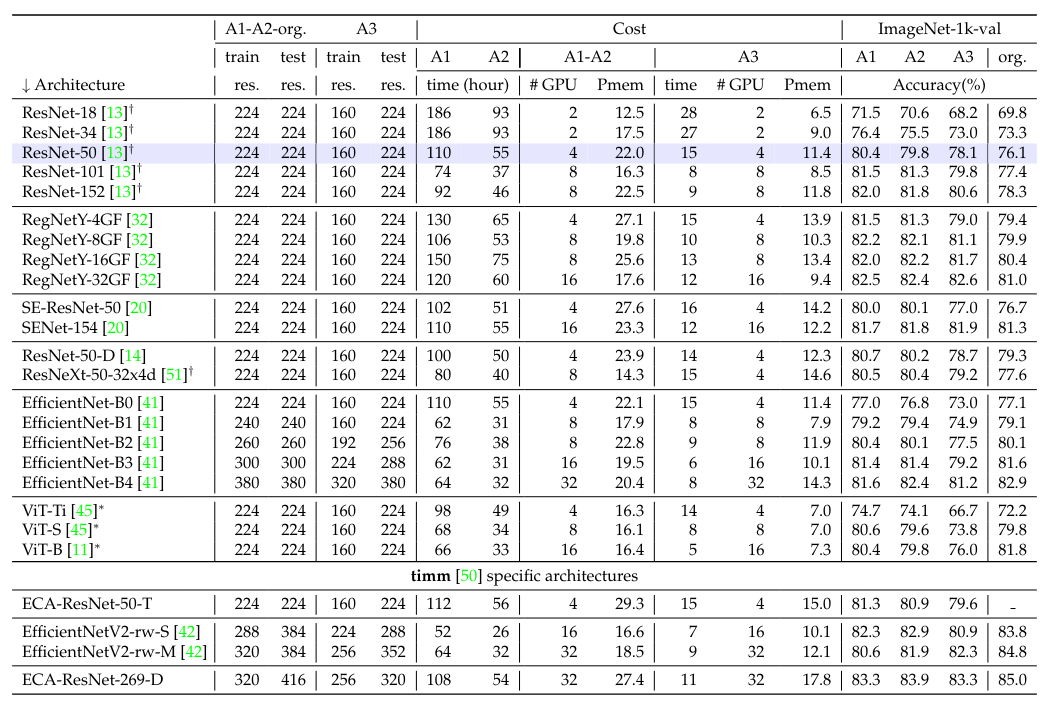 A1-A2-org. A3 Cost ImageNet-1k-val
train test train test A1 A2 A1-A2 A3 A1 A2 A3 org.
↓ Architecture res. res. res. res. time (hour) # GPU Pmem time # GPU Pmem Accuracy(%)
ResNet-18 [13]† 224 224 160 224 186 93 2 12.5 28 2 6.5 71.5 70.6 68.2 69.8
ResNet-34 [13]† 224 224 160 224 186 93 2 17.5 27 2 9.0 76.4 75.5 73.0 73.3
ResNet-50 [13]† 224 224 160 224 110 55 4 22.0 15 4 11.4 80.4 79.8 78.1 76.1
ResNet-101 [13]† 224 224 160 224 74 37 8 16.3 8 8 8.5 81.5 81.3 79.8 77.4
ResNet-152 [13]† 224 224 160 224 92 46 8 22.5 9 8 11.8 82.0 81.8 80.6 78.3
RegNetY-4GF [32] 224 224 160 224 130 65 4 27.1 15 4 13.9 81.5 81.3 79.0 79.4
RegNetY-8GF [32] 224 224 160 224 106 53 8 19.8 10 8 10.3 82.2 82.1 81.1 79.9
RegNetY-16GF [32] 224 224 160 224 150 75 8 25.6 13 8 13.4 82.0 82.2 81.7 80.4
RegNetY-32GF [32] 224 224 160 224 120 60 16 17.6 12 16 9.4 82.5 82.4 82.6 81.0
SE-ResNet-50 [20] 224 224 160 224 102 51 4 27.6 16 4 14.2 80.0 80.1 77.0 76.7
SENet-154 [20] 224 224 160 224 110 55 16 23.3 12 16 12.2 81.7 81.8 81.9 81.3
ResNet-50-D [14] 224 224 160 224 100 50 4 23.9 14 4 12.3 80.7 80.2 78.7 79.3
ResNeXt-50-32x4d [51]† 224 224 160 224 80 40 8 14.3 15 4 14.6 80.5 80.4 79.2 77.6
EfficientNet-B0 [41] 224 224 160 224 110 55 4 22.1 15 4 11.4 77.0 76.8 73.0 77.1
EfficientNet-B1 [41] 240 240 160 224 62 31 8 17.9 8 8 7.9 79.2 79.4 74.9 79.1
EfficientNet-B2 [41] 260 260 192 256 76 38 8 22.8 9 8 11.9 80.4 80.1 77.5 80.1
EfficientNet-B3 [41] 300 300 224 288 62 31 16 19.5 6 16 10.1 81.4 81.4 79.2 81.6
EfficientNet-B4 [41] 380 380 320 380 64 32 32 20.4 8 32 14.3 81.6 82.4 81.2 82.9
ViT-Ti [45]* 224 224 160 224 98 49 4 16.3 14 4 7.0 74.7 74.1 66.7 72.2
ViT-S [45]* 224 224 160 224 68 34 8 16.1 8 8 7.0 80.6 79.6 73.8 79.8
ViT-B [11]* 224 224 160 224 66 33 16 16.4 5 16 7.3 80.4 79.8 76.0 81.8
timm [50] specific architectures
ECA-ResNet-50-T 224 224 160 224 112 56 4 29.3 15 4 15.0 81.3 80.9 79.6 -
EfficientNetV2-rw-S [42] 288 384 224 288 52 26 16 16.6 7 16 10.1 82.3 82.9 80.9 83.8
EfficientNetV2-rw-M [42] 320 384 256 352 64 32 32 18.5 9 32 12.1 80.6 81.9 82.3 84.8
ECA-ResNet-269-D 320 416 256 320 108 54 32 27.4 11 32 17.8 83.3 83.9 83.3 85.0